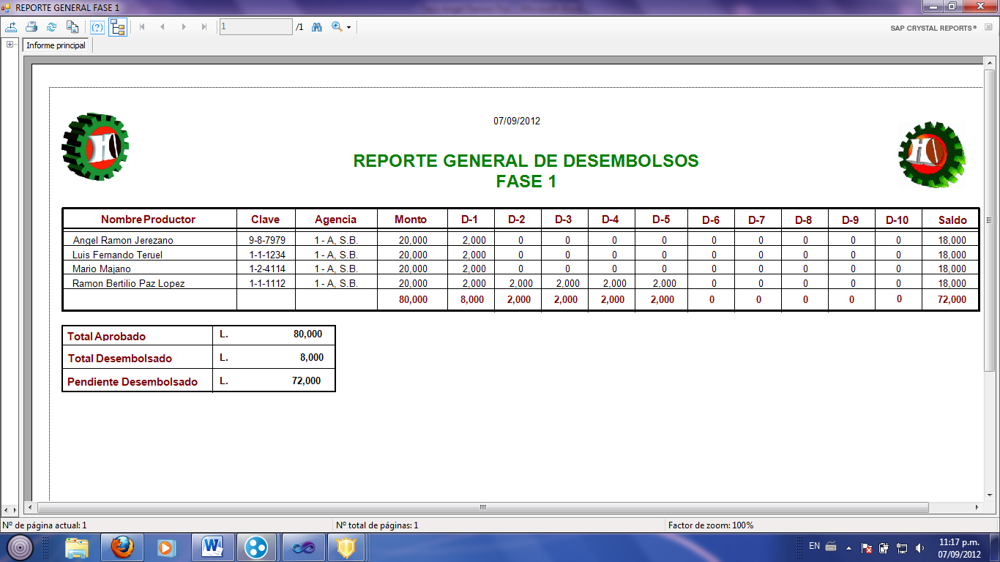 REPORTE GENERAL FASE 1
1 /1
SAP CRYSTAL REPORTS®
Informe principal
07/09/2012
REPORTE GENERAL DE DESEMBOLSOS
FASE 1
Nombre Productor Clave Agencia Monto D-1 D-2 D-3 D-4 D-5 D-6 D-7 D-8 D-9 D-10 Saldo
Angel Ramon Jerezano 9-8-7979 1 - A, S.B. 20,000 2,000 0 0 0 0 0 0 0 0 0 18,000
Luis Fernando Teruel 1-1-1234 1 - A, S.B. 20,000 2,000 0 0 0 0 0 0 0 0 0 18,000
Mario Majano 1-2-4114 1 - A, S.B. 20,000 2,000 0 0 0 0 0 0 0 0 0 18,000
Ramon Bertilio Paz Lopez 1-1-1112 1 - A, S.B. 20,000 2,000 2,000 2,000 2,000 2,000 0 0 0 0 0 18,000
80,000 8,000 2,000 2,000 2,000 2,000 0 0 0 0 0 72,000
Total Aprobado L. 80,000
Total Desembolsado L. 8,000
Pendiente Desembolsado L. 72,000
Nº de página actual: 1 Nº total de páginas: 1 Factor de zoom: 100%
EN 11:17 p.m.
07/09/2012